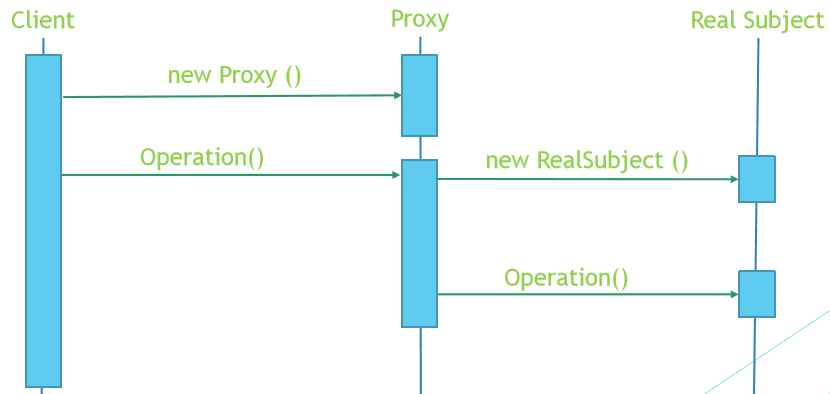 Client
Proxy
Real Subject
new Proxy ()
Operation()
new RealSubject ()
Operation()